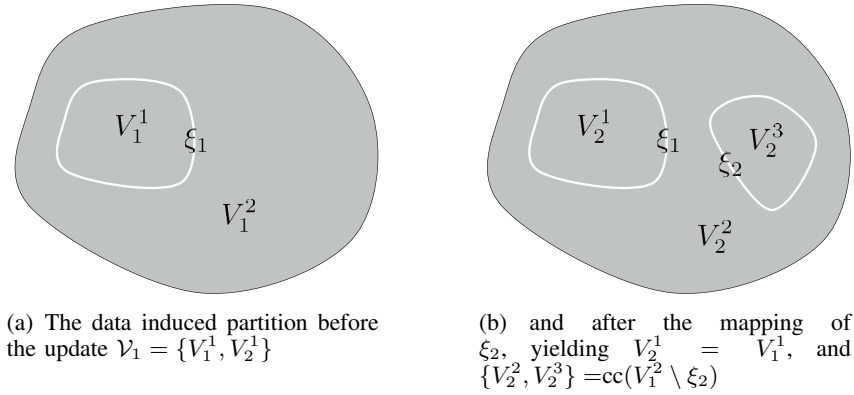 V_1^1
ξ_1
V_1^2
(a) The data induced partition before
the update 𝒱_1 = {V_1^1, V_2^1}
V_2^1
ξ_1
V_2^3
ξ_2
V_2^2
(b) and after the mapping of
ξ_2, yielding V_2^1 = V_1^1, and
{V_2^2, V_2^3} =cc(V_1^2 \ ξ_2)